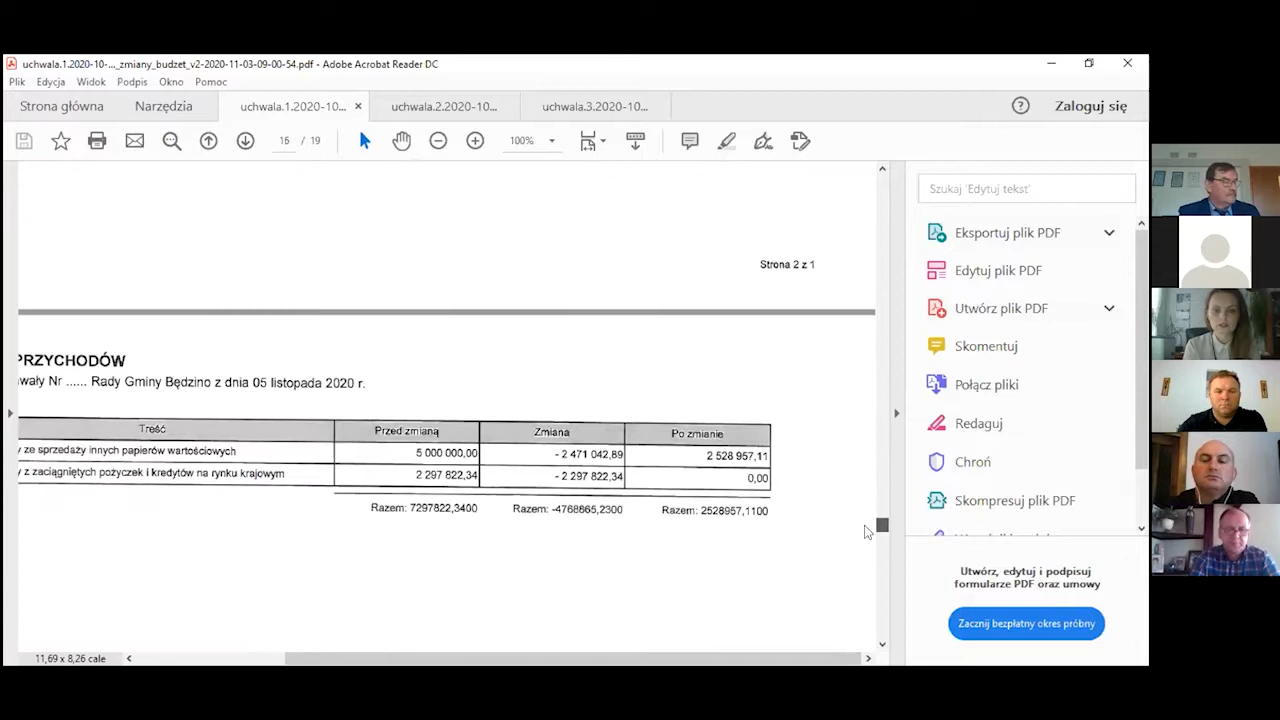 uchwala.1.2020-10-..._zmiany_budzet_v2-2020-11-03-09-00-54.pdf - Adobe Acrobat Reader DC
Plik Edycja Widok Podpis Okno Pomoc
Strona główna Narzędzia uchwala.1.2020-10... × uchwala.2.2020-10... uchwala.3.2020-10... Zaloguj się
16 / 19 100%
Strona 2 z 1
PRZYCHODÓW
wały Nr ...... Rady Gminy Będzino z dnia 05 listopada 2020 r.
Treść Przed zmianą Zmiana Po zmianie
y ze sprzedaży innych papierów wartościowych 5 000 000,00 - 2 471 042,89 2 528 957,11
y z zaciągniętych pożyczek i kredytów na rynku krajowym 2 297 822,34 - 2 297 822,34 0,00
Razem: 7297822,3400 Razem: -4768865,2300 Razem: 2528957,1100
11,69 x 8,26 cale
Szukaj 'Edytuj tekst'
Eksportuj plik PDF
Edytuj plik PDF
Utwórz plik PDF
Skomentuj
Połącz pliki
Redaguj
Chroń
Skompresuj plik PDF
Utwórz, edytuj i podpisuj
formularze PDF oraz umowy
Zacznij bezpłatny okres próbny